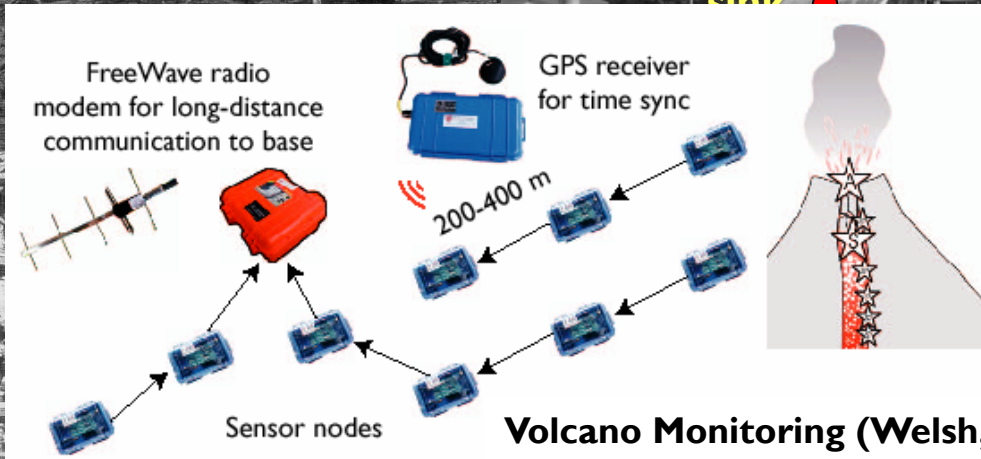 FreeWave radio
modem for long-distance
communication to base
GPS receiver
for time sync
200-400 m
A
S
Sensor nodes
Volcano Monitoring (Welsh,